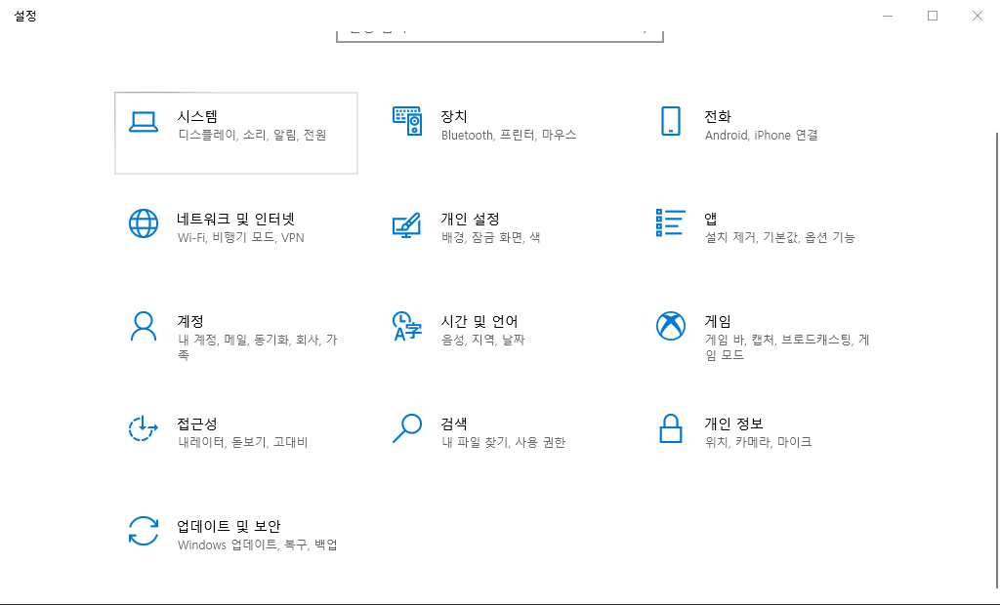 설정
시스템
디스플레이, 소리, 알림, 전원
장치
Bluetooth, 프린터, 마우스
전화
Android, iPhone 연결
네트워크 및 인터넷
Wi-Fi, 비행기 모드, VPN
개인 설정
배경, 잠금 화면, 색
앱
설치 제거, 기본값, 옵션 기능
계정
내 계정, 메일, 동기화, 회사, 가
족
시간 및 언어
음성, 지역, 날짜
게임
게임 바, 캡처, 브로드캐스팅, 게
임 모드
접근성
내레이터, 돋보기, 고대비
검색
내 파일 찾기, 사용 권한
개인 정보
위치, 카메라, 마이크
업데이트 및 보안
Windows 업데이트, 복구, 백업